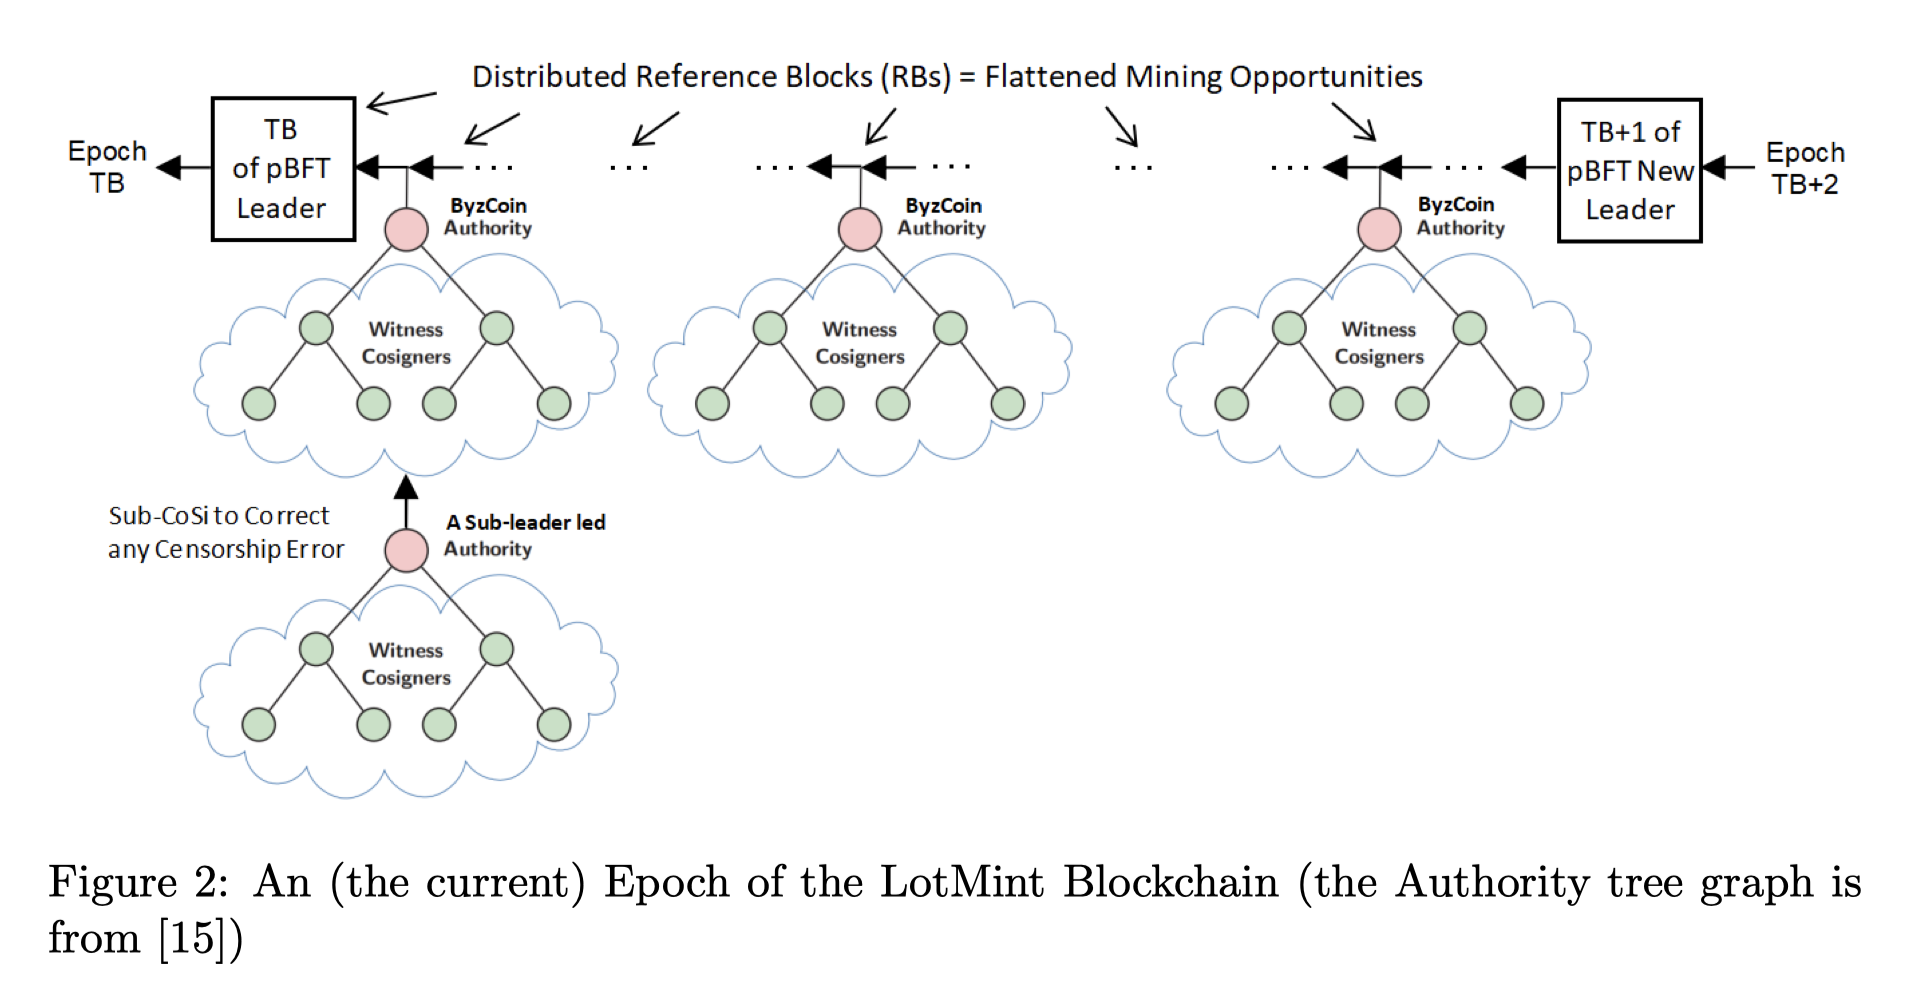 Distributed Reference Blocks (RBs) = Flattened Mining Opportunities
Epoch
TB
TB
of pBFT
Leader
...
...
...
...
...
...
...
TB+1 of
pBFT New
Leader
Epoch
TB+2
ByzCoin
Authority
ByzCoin
Authority
ByzCoin
Authority
Witness
Cosigners
Witness
Cosigners
Witness
Cosigners
Sub-CoSi to Correct
any Censorship Error
A Sub-leader led
Authority
Witness
Cosigners
Figure 2: An (the current) Epoch of the LotMint Blockchain (the Authority tree graph is
from [15])